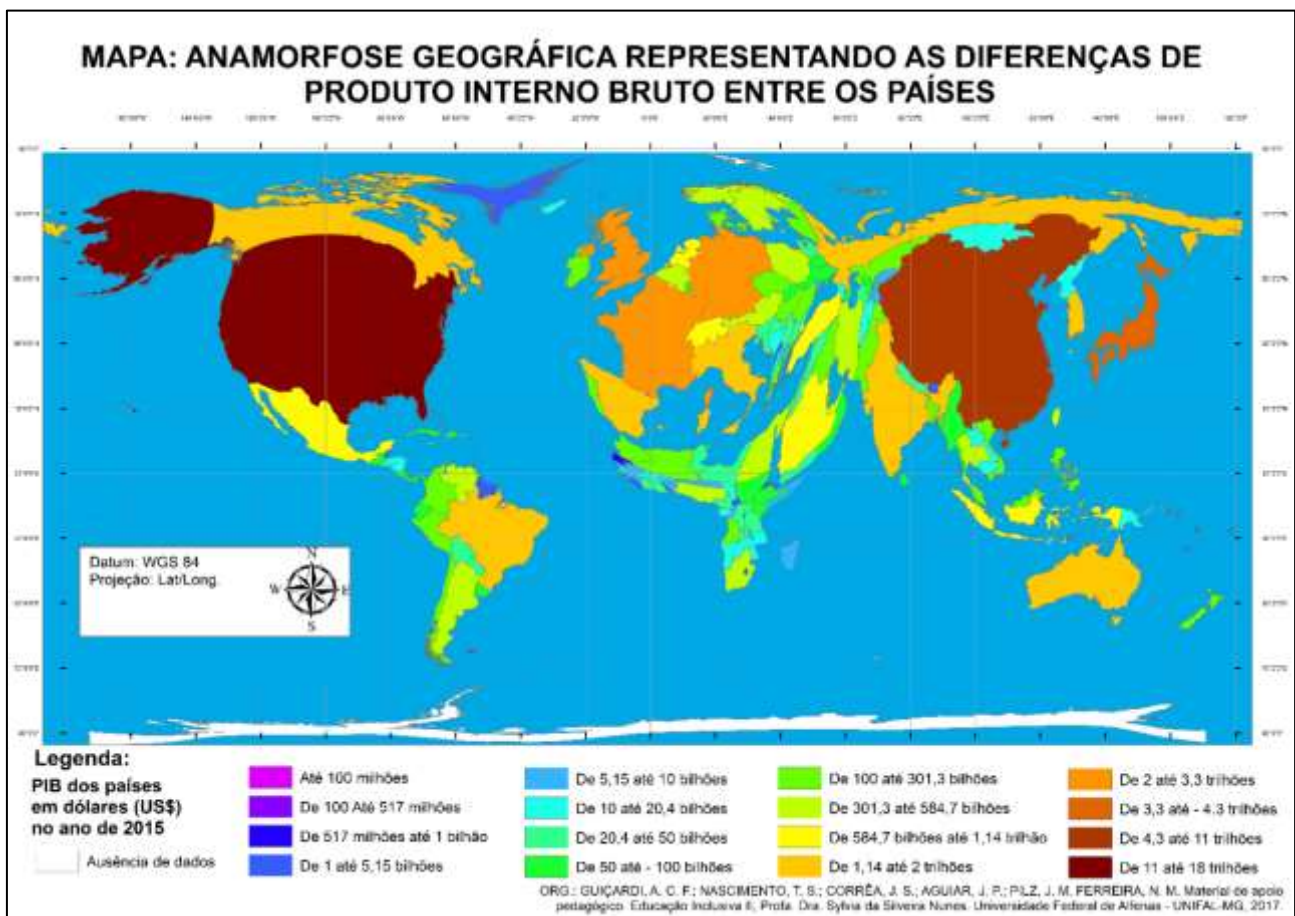 MAPA: ANAMORFOSE GEOGRÁFICA REPRESENTANDO AS DIFERENÇAS DE
PRODUTO INTERNO BRUTO ENTRE OS PAÍSES
Datum: WGS 84
Projeção: Lat/Long.
N
W
E
S
Legenda:
PIB dos países
em dólares (US$)
no ano de 2015
Ausência de dados
Até 100 milhões
De 100 Até 517 milhões
De 517 milhões até 1 bilhão
De 1 até 5,15 bilhões
De 5,15 até 10 bilhões
De 10 até 20,4 bilhões
De 20,4 até 50 bilhões
De 50 até - 100 bilhões
De 100 até 301,3 bilhões
De 301,3 até 584,7 bilhões
De 584,7 bilhões até 1,14 trilhão
De 1,14 até 2 trilhões
De 2 até 3,3 trilhões
De 3,3 até - 4,3 trilhões
De 4,3 até 11 trilhões
De 11 até 18 trilhões
ORG.: GUIÇARDI, A. C. F.; NASCIMENTO, T. S.; CORRÊA, J. S.; AGUIAR, J. P.; PILZ, J. M. FERREIRA, N. M. Material de apoio
pedagógico. Educação Inclusiva II, Profa. Dra. Sylvia da Silveira Nunes. Universidade Federal de Alfenas - UNIFAL-MG, 2017.